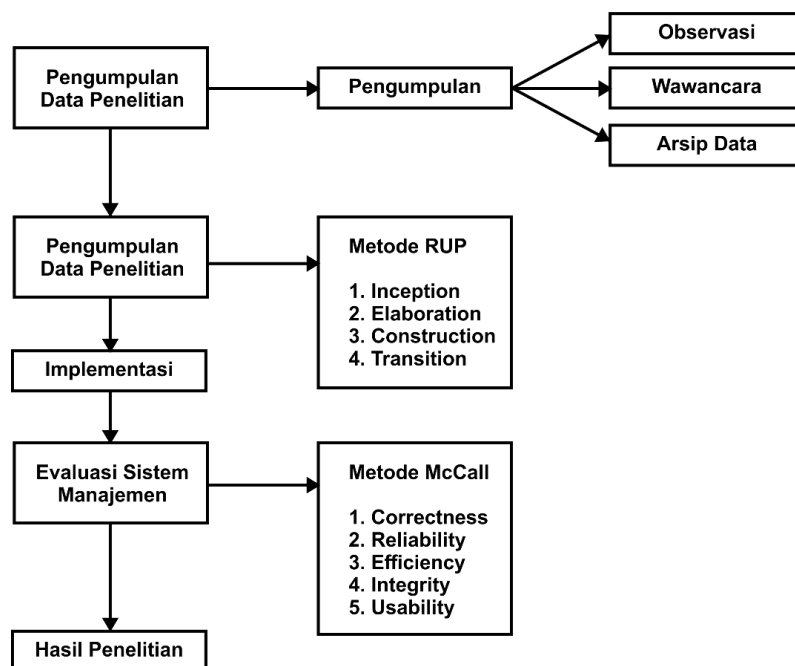 Pengumpulan
Data Penelitian
Pengumpulan
Observasi
Wawancara
Arsip Data
Pengumpulan
Data Penelitian
Metode RUP
1. Inception
2. Elaboration
3. Construction
4. Transition
Implementasi
Evaluasi Sistem
Manajemen
Metode McCall
1. Correctness
2. Reliability
3. Efficiency
4. Integrity
5. Usability
Hasil Penelitian